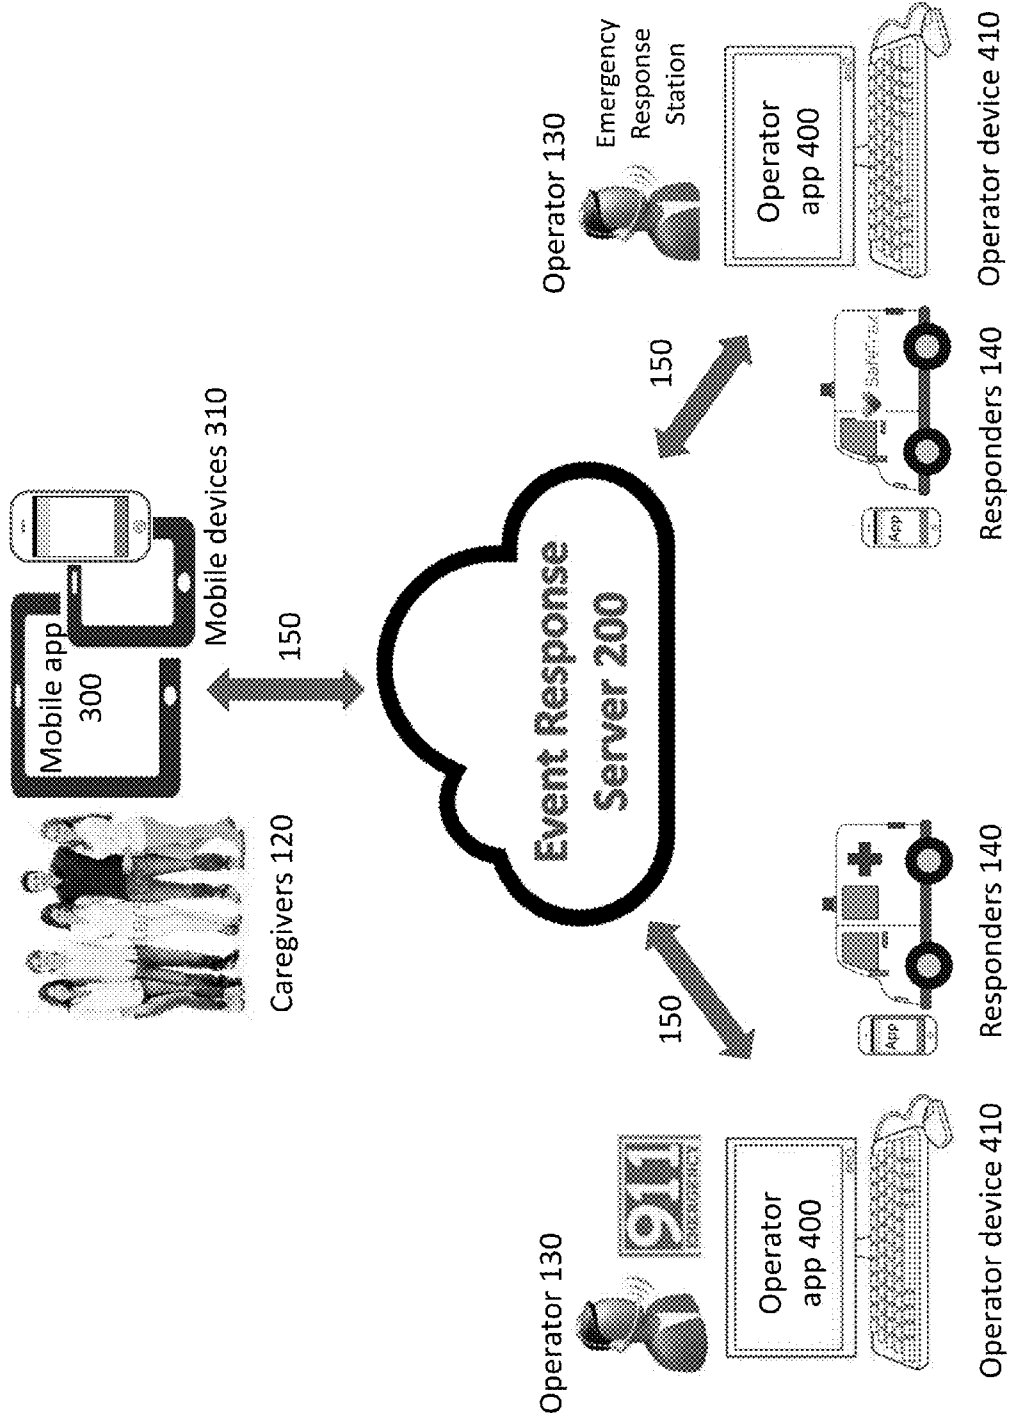 Caregivers 120
Mobile app
300
Mobile devices 310
150
Event Response
Server 200
150
150
Operator 130
911
EMERGENCY
Operator
app 400
Operator device 410
App
Responders 140
Operator 130
Emergency
Response
Station
Operator
app 400
Operator device 410
App
Responders 140